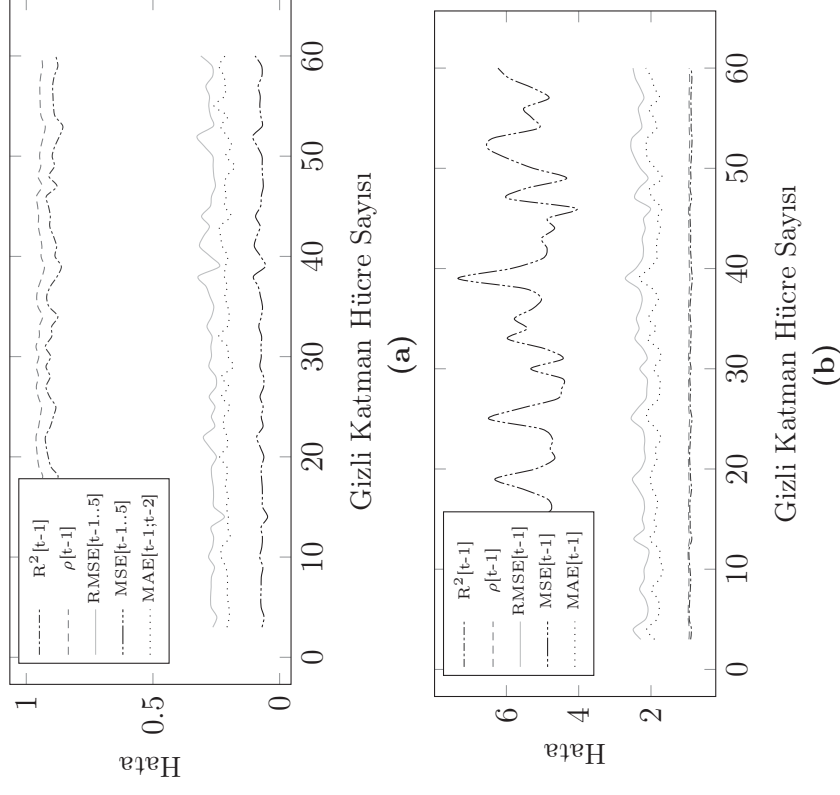 1
0.5
0
Hata
R²[t-1]
ρ[t-1]
RMSE[t-1..5]
MSE[t-1..5]
MAE[t-1;t-2]
0 10 20 30 40 50 60
Gizli Katman Hücre Sayısı
(a)
6
4
2
Hata
R²[t-1]
ρ[t-1]
RMSE[t-1]
MSE[t-1]
MAE[t-1]
0 10 20 30 40 50 60
Gizli Katman Hücre Sayısı
(b)